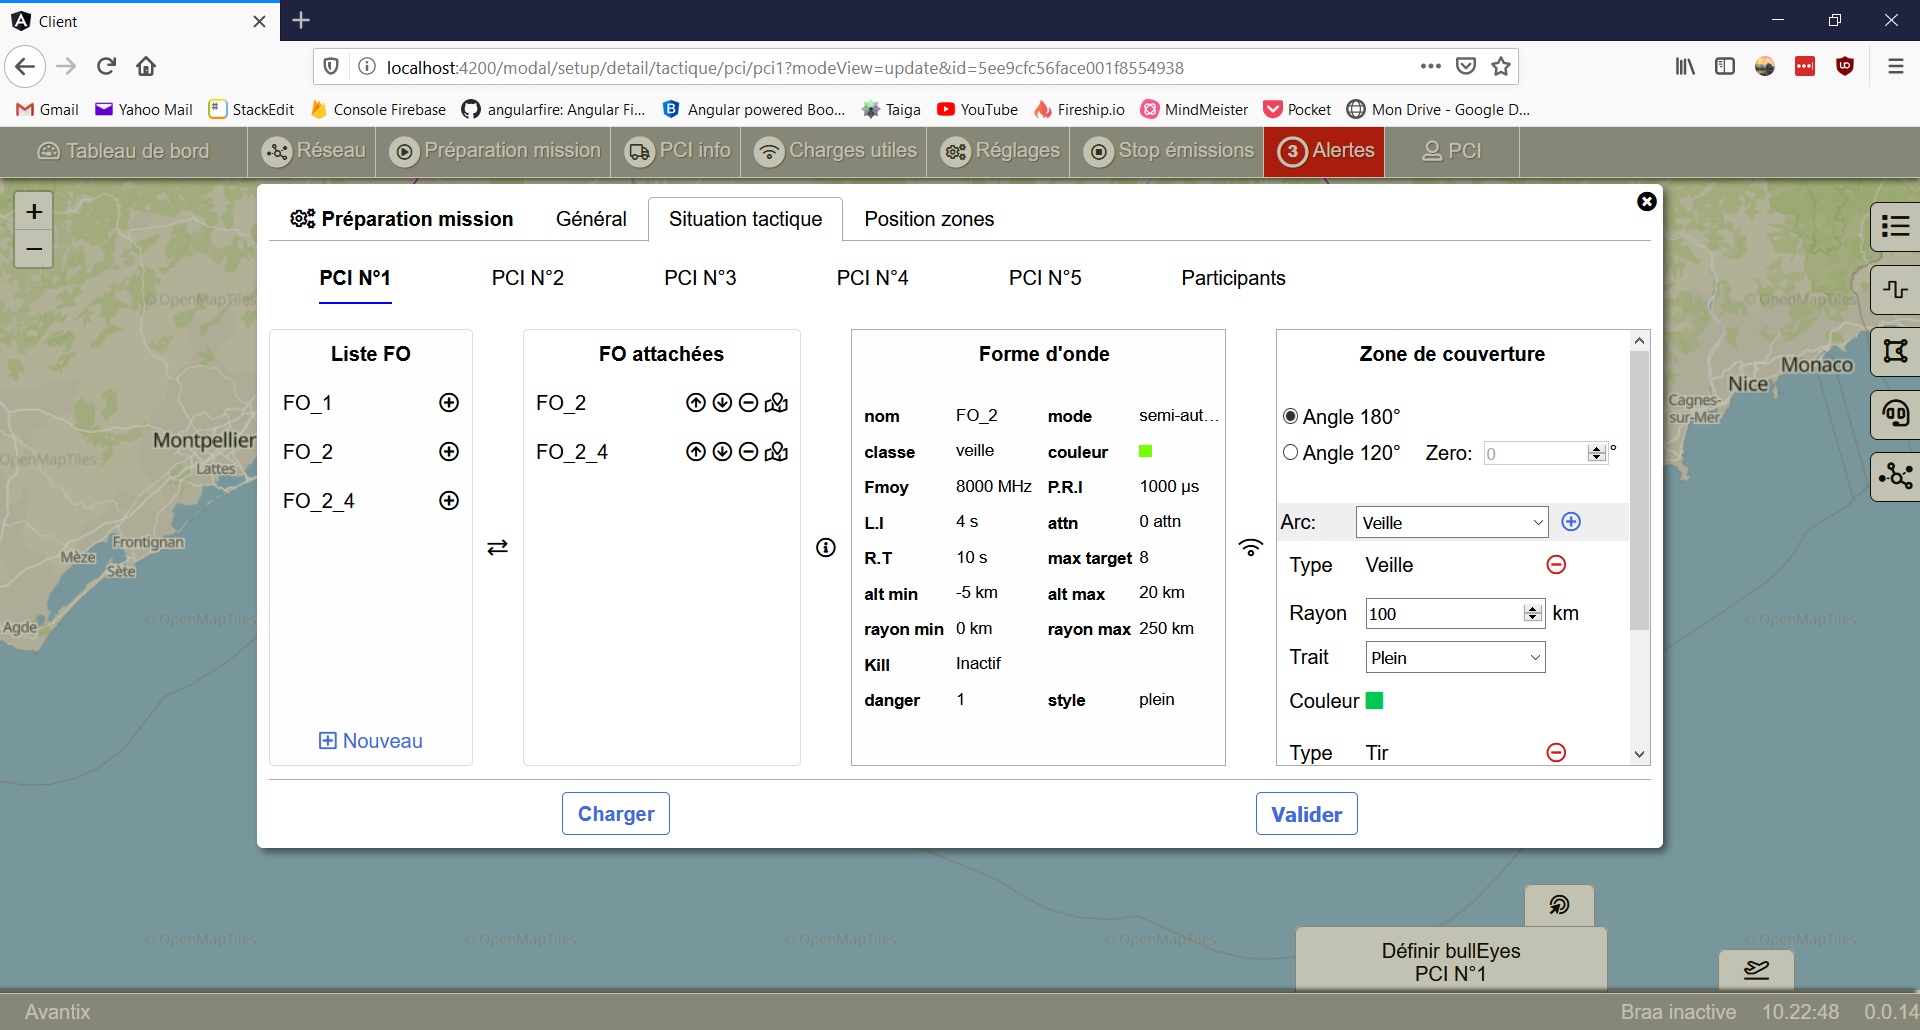 Client
localhost:4200/modal/setup/detail/tactique/pci/pci1?modeView=update&id=5ee9cfc56face001f8554938
Gmail Yahoo Mail StackEdit Console Firebase angularfire: Angular Fi... Angular powered Boo... Taiga YouTube Fireship.io MindMeister Pocket Mon Drive - Google D...
Tableau de bord Réseau Préparation mission PCI info Charges utiles Réglages Stop émissions 3 Alertes PCI
+
−
Préparation mission Général Situation tactique Position zones
PCI N°1 PCI N°2 PCI N°3 PCI N°4 PCI N°5 Participants
Liste FO
FO_1
FO_2
FO_2_4
Nouveau
FO attachées
FO_2
FO_2_4
Forme d'onde
nom FO_2 mode semi-aut...
classe veille couleur
Fmoy 8000 MHz P.R.I 1000 µs
L.I 4 s attn 0 attn
R.T 10 s max target 8
alt min -5 km alt max 20 km
rayon min 0 km rayon max 250 km
Kill Inactif
danger 1 style plein
Zone de couverture
Angle 180°
Angle 120° Zero: 0 °
Arc: Veille
Type Veille
Rayon 100 km
Trait Plein
Couleur
Type Tir
Charger Valider
© OpenMapTiles
Montpellier
OpenMapTiles
Lattes
Frontignan
Mèze
Sète
© OpenMapTiles
Agde
© OpenMapTiles
Monaco
Nice
Cagnes-
sur-Mer
© OpenMapTiles
© OpenMapTiles © OpenMapTiles © OpenMapTiles © OpenMapTiles © OpenMapTiles
Définir bullEyes
PCI N°1
Avantix Braa inactive 10.22:48 0.0.14